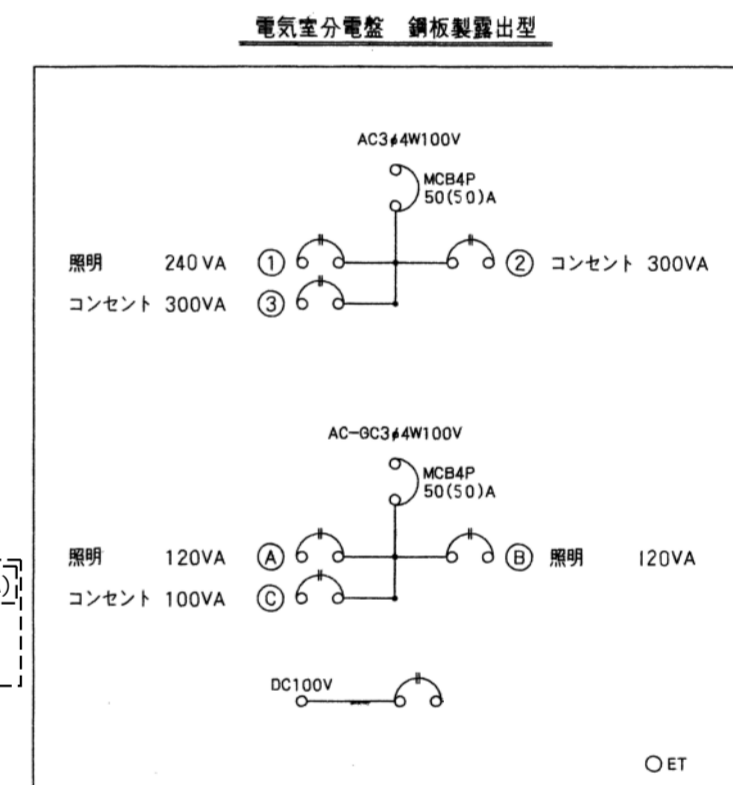 電気室分電盤 鋼板製露出型
AC3φ4W100V
MCB4P
50(50)A
照明 240VA ① ② コンセント 300VA
コンセント 300VA ③
AC-GC3φ4W100V
MCB4P
50(50)A
照明 120VA Ⓐ Ⓑ 照明 120VA
コンセント 100VA Ⓒ
DC100V
ET